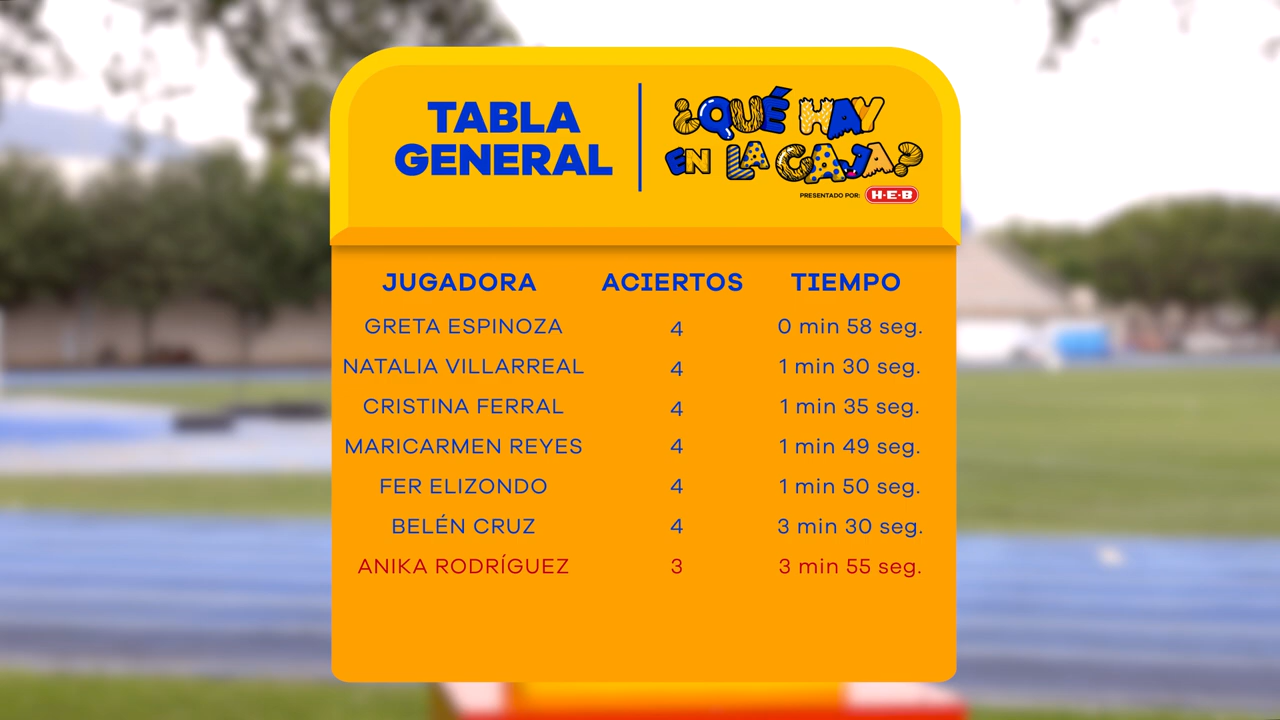 TABLA
GENERAL
¿QUÉ HAY
EN LA CAJA?
PRESENTADO POR: H-E-B
JUGADORA ACIERTOS TIEMPO
GRETA ESPINOZA 4 0 min 58 seg.
NATALIA VILLARREAL 4 1 min 30 seg.
CRISTINA FERRAL 4 1 min 35 seg.
MARICARMEN REYES 4 1 min 49 seg.
FER ELIZONDO 4 1 min 50 seg.
BELÉN CRUZ 4 3 min 30 seg.
ANIKA RODRÍGUEZ 3 3 min 55 seg.